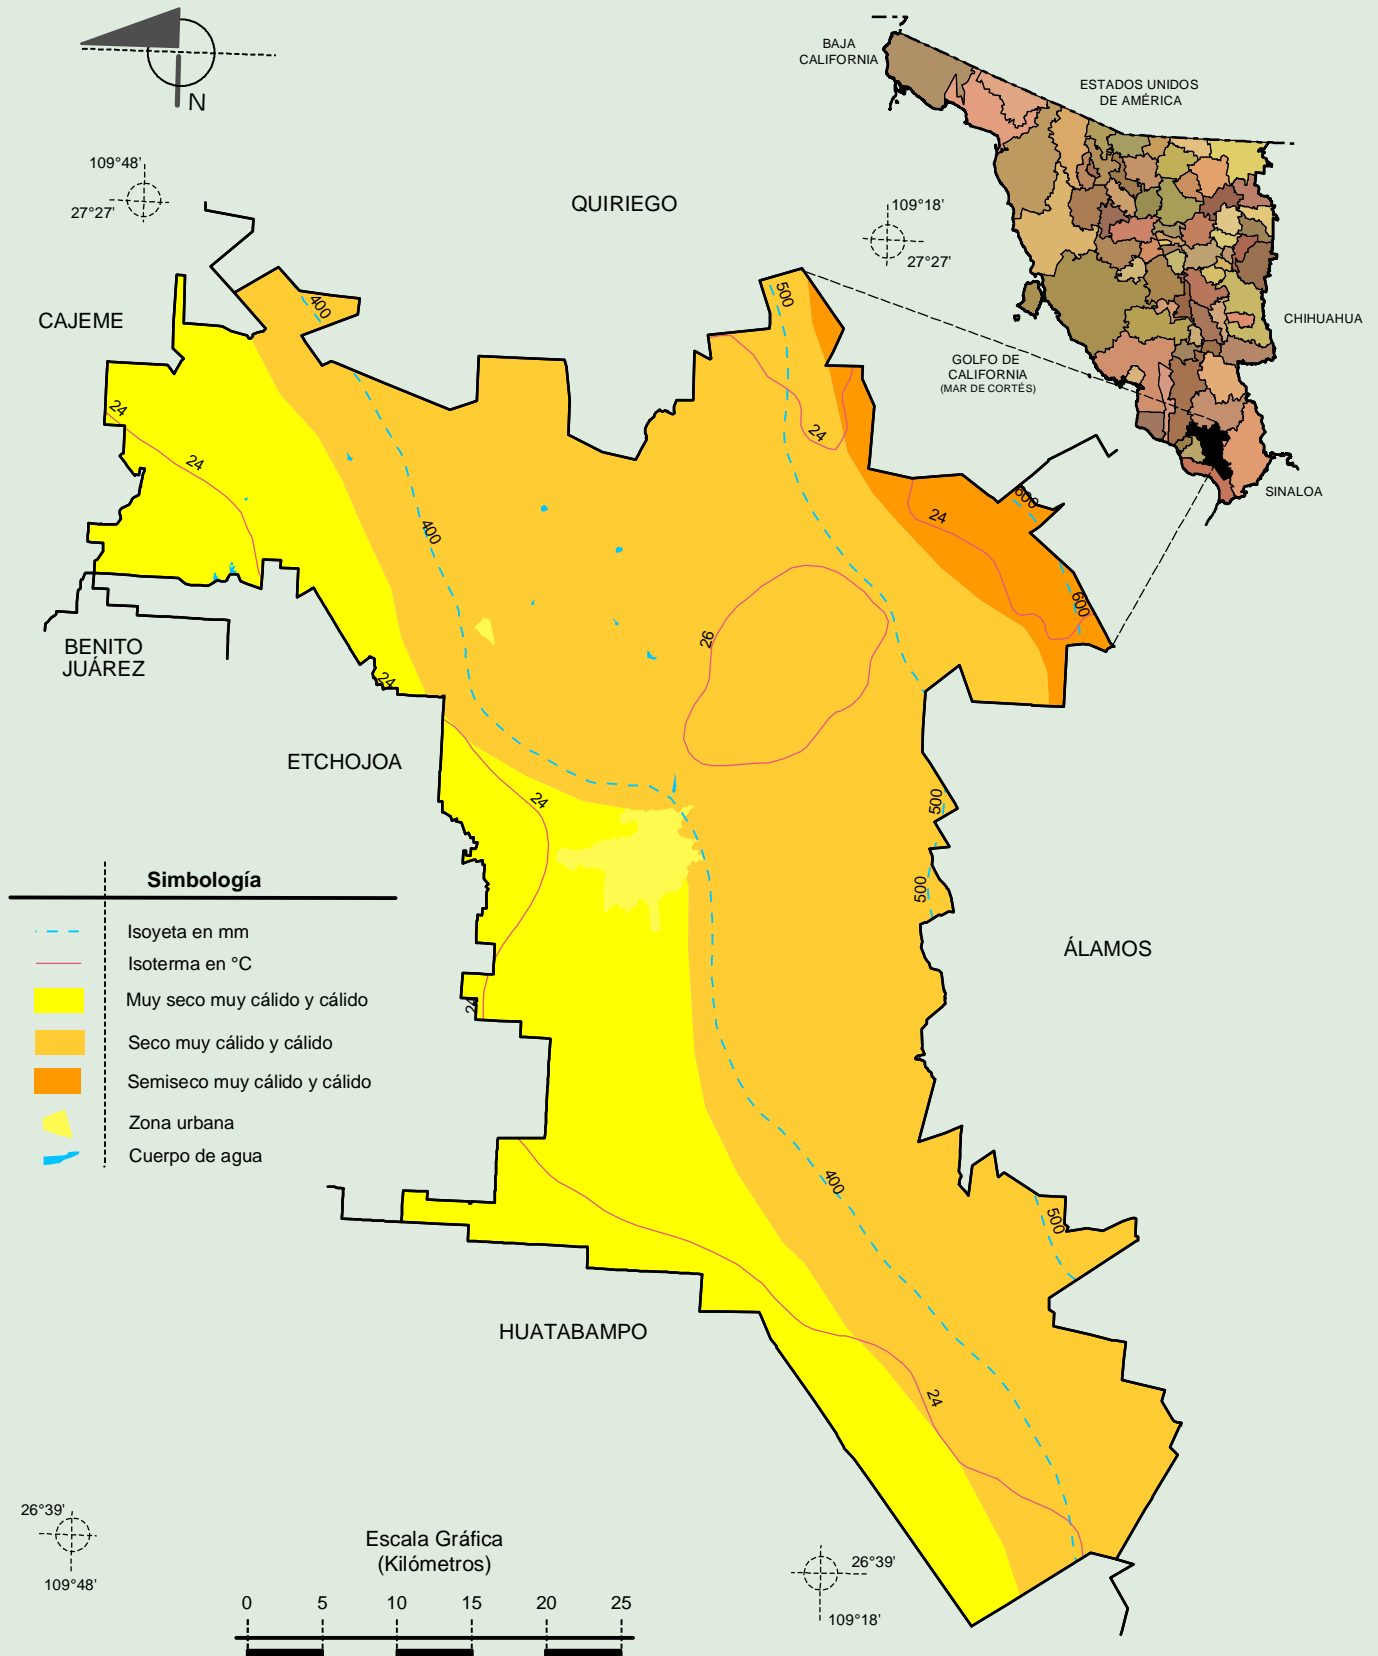 N
BAJA
CALIFORNIA
ESTADOS UNIDOS
DE AMÉRICA
109°48'
27°27'
QUIRIEGO
109°18'
27°27'
CAJEME
400
500
CHIHUAHUA
GOLFO DE
CALIFORNIA
(MAR DE CORTÉS)
24
24
24
SINALOA
600
24
400
600
26
BENITO
JUÁREZ
24
ETCHOJOA
24
500
500
Simbología
Isoyeta en mm
Isoterma en °C
Muy seco muy cálido y cálido
Seco muy cálido y cálido
Semiseco muy cálido y cálido
Zona urbana
Cuerpo de agua
ÁLAMOS
24
400
500
HUATABAMPO
24
26°39'
109°48'
Escala Gráfica
(Kilómetros)
0 5 10 15 20 25
26°39'
109°18'